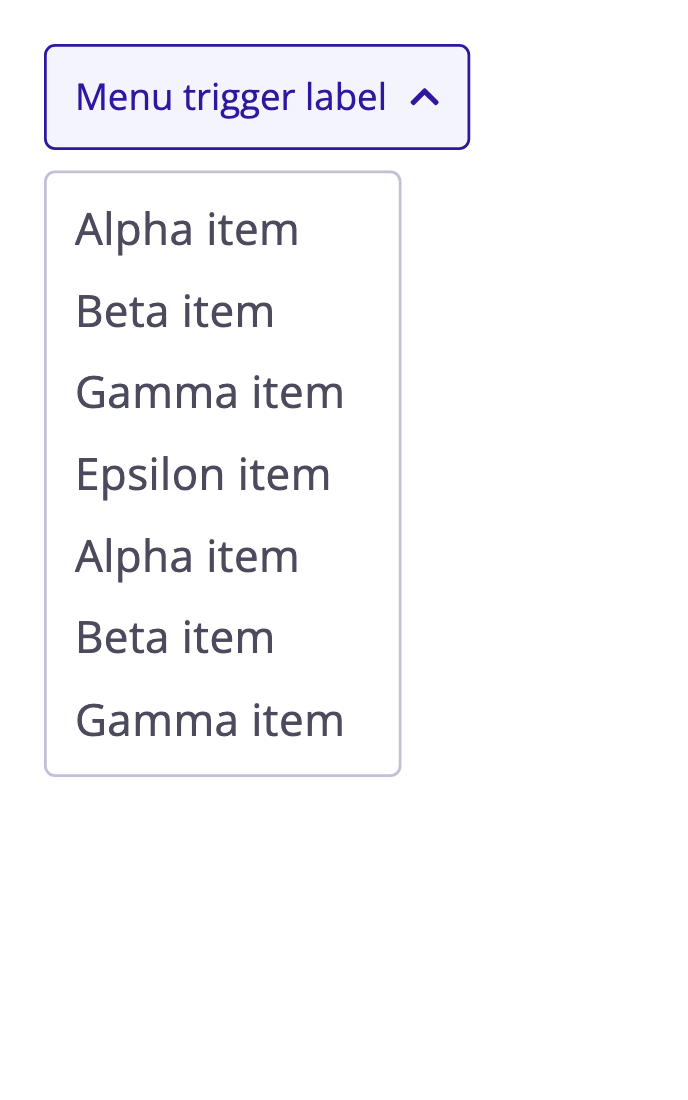 Menu trigger label
Alpha item
Beta item
Gamma item
Epsilon item
Alpha item
Beta item
Gamma item